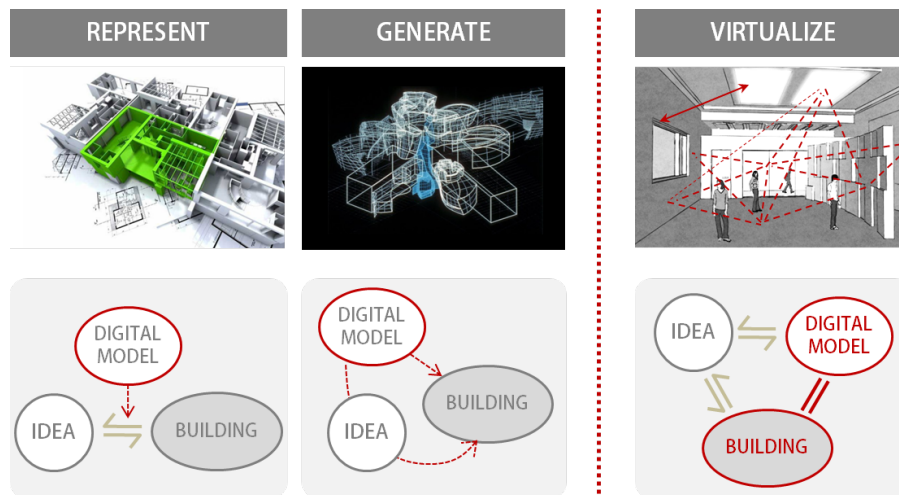 REPRESENT
GENERATE
VIRTUALIZE
DIGITAL
MODEL
IDEA
BUILDING
DIGITAL
MODEL
IDEA
BUILDING
IDEA
DIGITAL
MODEL
BUILDING